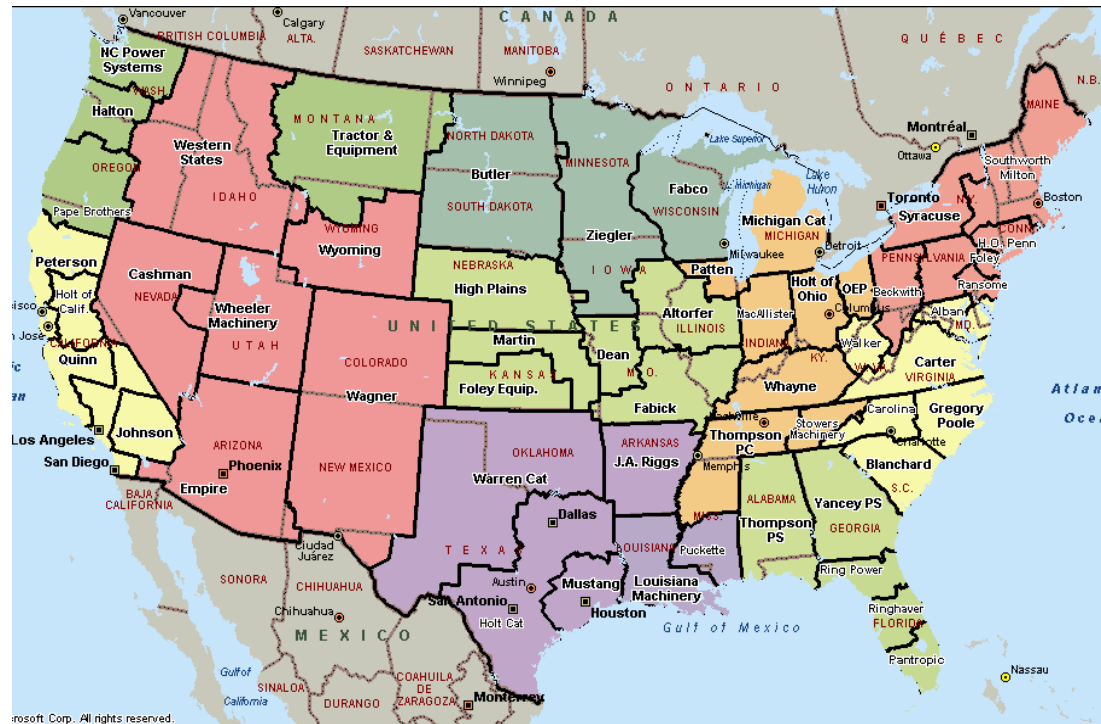 CANADA
Vancouver
Calgary
BRITISH COLUMBIA
ALTA.
SASKATCHEWAN
MANITOBA
Winnipeg
ONTARIO
QUÉBEC
N.B.
NC Power
Systems
WASH.
Halton
OREGON
Pape Brothers
Western
States
IDAHO
MONTANA
Tractor &
Equipment
NORTH DAKOTA
Butler
SOUTH DAKOTA
MINNESOTA
Ziegler
IOWA
Lake Superior
Fabco
WISCONSIN
Milwaukee
L. Michigan
Lake
Huron
Michigan Cat
MICHIGAN
Detroit
Montréal
Ottawa
Toronto
MAINE
Southworth
Milton
Boston
Syracuse
N.Y.
CONN.
H.O. Penn
Foley
Ransome
PENNSYLVANIA
Beckwith
WYOMING
Wyoming
Peterson
Holt of
Calif.
San José
CALIFORNIA
Quinn
Johnson
Los Angeles
San Diego
Cashman
NEVADA
Wheeler
Machinery
UTAH
COLORADO
Wagner
NEW MEXICO
ARIZONA
Phoenix
Empire
NEBRASKA
High Plains
UNITED STATES
Martin
KANSAS
Foley Equip.
Dean
MO.
Fabick
Altorfer
ILLINOIS
Patten
MacAllister
INDIANA
Holt of
Ohio
Columbus
OEP
Walker
W.VA.
Alban
MD.
Carter
VIRGINIA
KY.
Whayne
Thompson
PC
Memphis
Stowers
Machinery
Carolina
Charlotte
Gregory
Poole
Blanchard
S.C.
OKLAHOMA
Warren Cat
ARKANSAS
J.A. Riggs
MISS.
ALABAMA
Thompson
PS
Yancey PS
GEORGIA
Ring Power
Ringhaver
FLORIDA
Pantropic
TEXAS
Dallas
Austin
San Antonio
Holt Cat
Mustang
Houston
LOUISIANA
Louisiana
Machinery
Puckette
Atlan
Ocea
BAJA
CALIFORNIA
SONORA
Ciudad
Juárez
CHIHUAHUA
Chihuahua
MEXICO
Gulf of
California
SINALOA
DURANGO
COAHUILA
DE
ZARAGOZA
Monterrey
Gulf of Mexico
Nassau
rosoft Corp. All rights reserved.